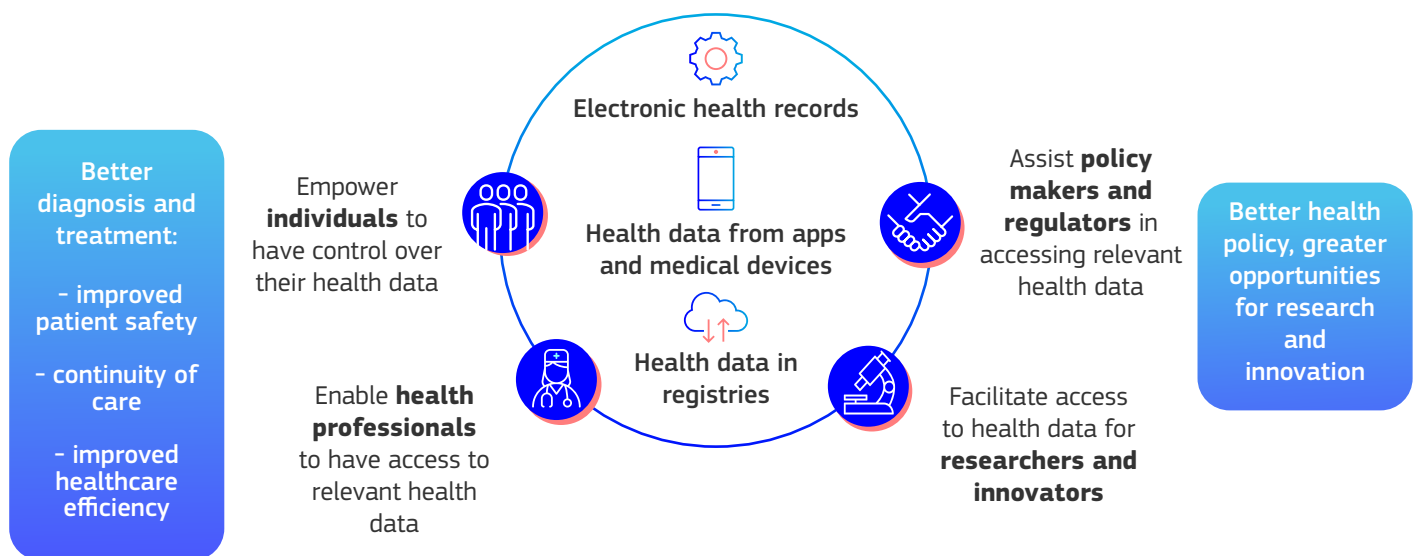 Better
diagnosis and
treatment:
- improved
patient safety
- continuity of
care
- improved
healthcare
efficiency
Empower
individuals to
have control over
their health data
Enable health
professionals
to have access to
relevant health
data
Electronic health records
Health data from apps
and medical devices
Health data in
registries
Assist policy
makers and
regulators in
accessing relevant
health data
Facilitate access
to health data for
researchers and
innovators
Better health
policy, greater
opportunities
for research
and
innovation